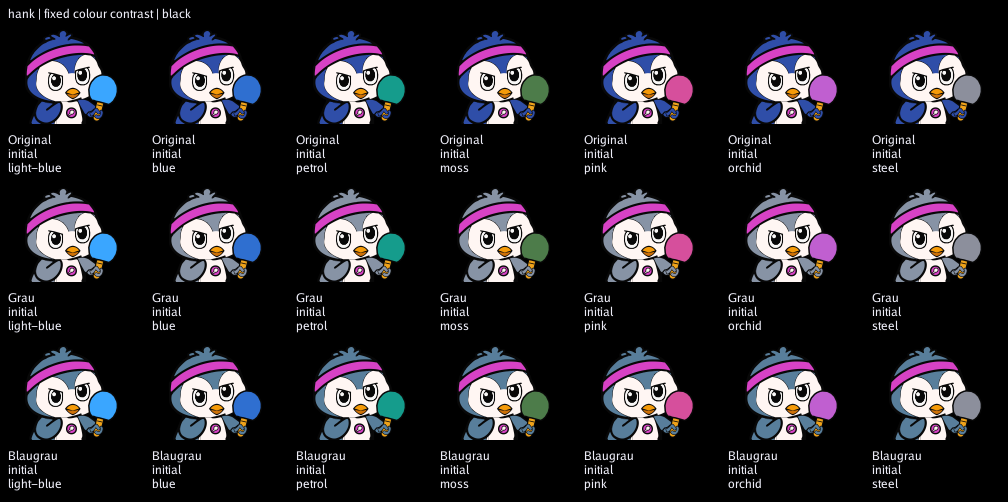 hank | fixed colour contrast | black
Original
initial
light-blue
Original
initial
blue
Original
initial
petrol
Original
initial
moss
Original
initial
pink
Original
initial
orchid
Original
initial
steel
Grau
initial
light-blue
Grau
initial
blue
Grau
initial
petrol
Grau
initial
moss
Grau
initial
pink
Grau
initial
orchid
Grau
initial
steel
Blaugrau
initial
light-blue
Blaugrau
initial
blue
Blaugrau
initial
petrol
Blaugrau
initial
moss
Blaugrau
initial
pink
Blaugrau
initial
orchid
Blaugrau
initial
steel